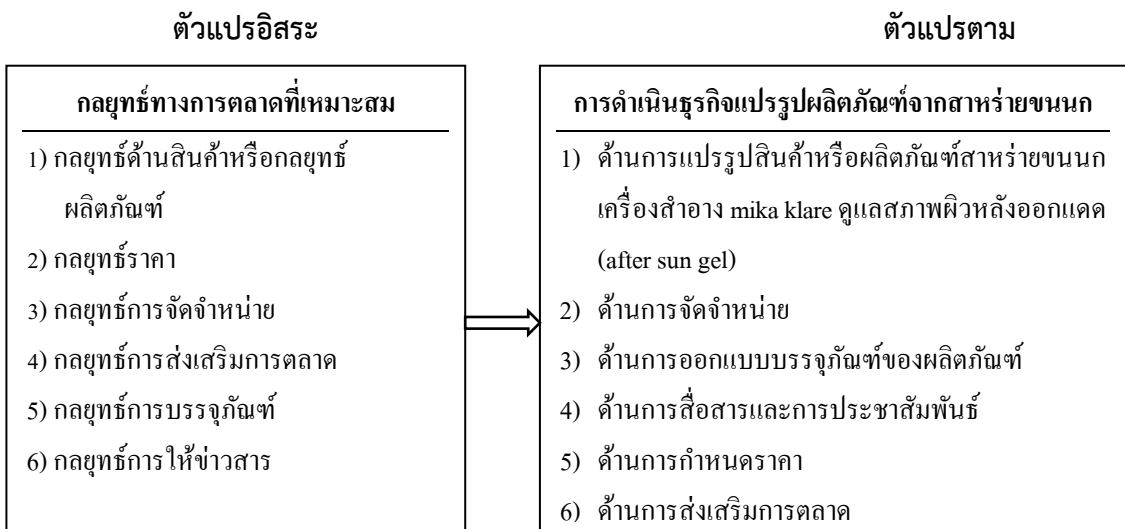 ตัวแปรอิสระ
กลยุทธ์ทางการตลาดที่เหมาะสม
1) กลยุทธ์ด้านสินค้าหรือกลยุทธ์
ผลิตภัณฑ์
2) กลยุทธ์ราคา
3) กลยุทธ์การจัดจำหน่าย
4) กลยุทธ์การส่งเสริมการตลาด
5) กลยุทธ์การบรรจุภัณฑ์
6) กลยุทธ์การให้ข่าวสาร
ตัวแปรตาม
การดำเนินธุรกิจแปรรูปผลิตภัณฑ์จากสาหร่ายขนนก
1) ด้านการแปรรูปสินค้าหรือผลิตภัณฑ์สาหร่ายขนนก
เครื่องสำอาง mika klare ดูแลสภาพผิวหลังออกแดด
(after sun gel)
2) ด้านการจัดจำหน่าย
3) ด้านการออกแบบบรรจุภัณฑ์ของผลิตภัณฑ์
4) ด้านการสื่อสารและการประชาสัมพันธ์
5) ด้านการกำหนดราคา
6) ด้านการส่งเสริมการตลาด